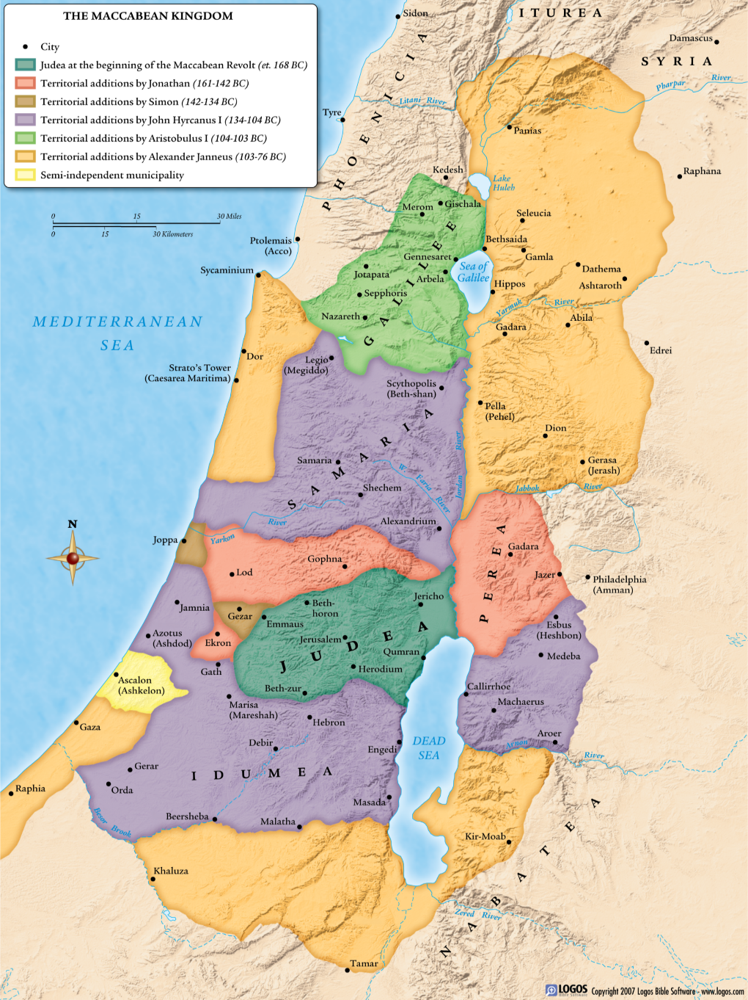 THE MACCABEAN KINGDOM
City
Judea at the beginning of the Maccabean Revolt (et. 168 BC)
Territorial additions by Jonathan (161-142 BC)
Territorial additions by Simon (142-134 BC)
Territorial additions by John Hyrcanus I (134-104 BC)
Territorial additions by Aristobulus I (104-103 BC)
Territorial additions by Alexander Janneus (103-76 BC)
Semi-independent municipality
0 15 30 Miles
0 15 30 Kilometers
Sidon
ITUREA
Damascus
SYRIA
Pharpar River
PHOENICIA
Litani River
Tyre
Panias
Kedesh
Lake
Huleh
Raphana
Merom
Gischala
Seleucia
Ptolemais
(Acco)
Bethsaida
Gennesaret
Gamla
Sycaminium
Jotapata
Arbela
Sea of
Galilee
Dathema
Ashtaroth
Hippos
Sepphoris
GALILEE
Yarmuk River
MEDITERRANEAN
SEA
Nazareth
Gadara
Abila
Edrei
Dor
Legio
(Megiddo)
Strato's Tower
(Caesarea Maritima)
Scythopolis
(Beth-shan)
Pella
(Pehel)
Dion
SAMARIA
Jordan River
Samaria
W. Faria River
Gerasa
(Jerash)
Shechem
Jabbok River
Alexandrium
N
Yarkon River
Joppa
Gadara
PEREA
Gophna
Lod
Jazer
Philadelphia
(Amman)
Jericho
Jamnia
Beth-
horon
Gezar
Emmaus
Esbus
(Heshbon)
Azotus
(Ashdod)
Ekron
Jerusalem
JUDEA
Qumran
Medeba
Gath
Herodium
Ascalon
(Ashkelon)
Beth-zur
Callirrhoe
Marisa
(Mareshah)
Machaerus
Hebron
Gaza
Debir
Engedi
DEAD
SEA
Aroer
Arnon River
Gerar
IDUMEA
Orda
Raphia
Masada
Besor Brook
Beersheba
Malatha
Kir-Moab
NABATEA
Khaluza
Zered River
Tamar
LOGOS
Bible Software
Copyright 2007 Logos Bible Software - www.logos.com